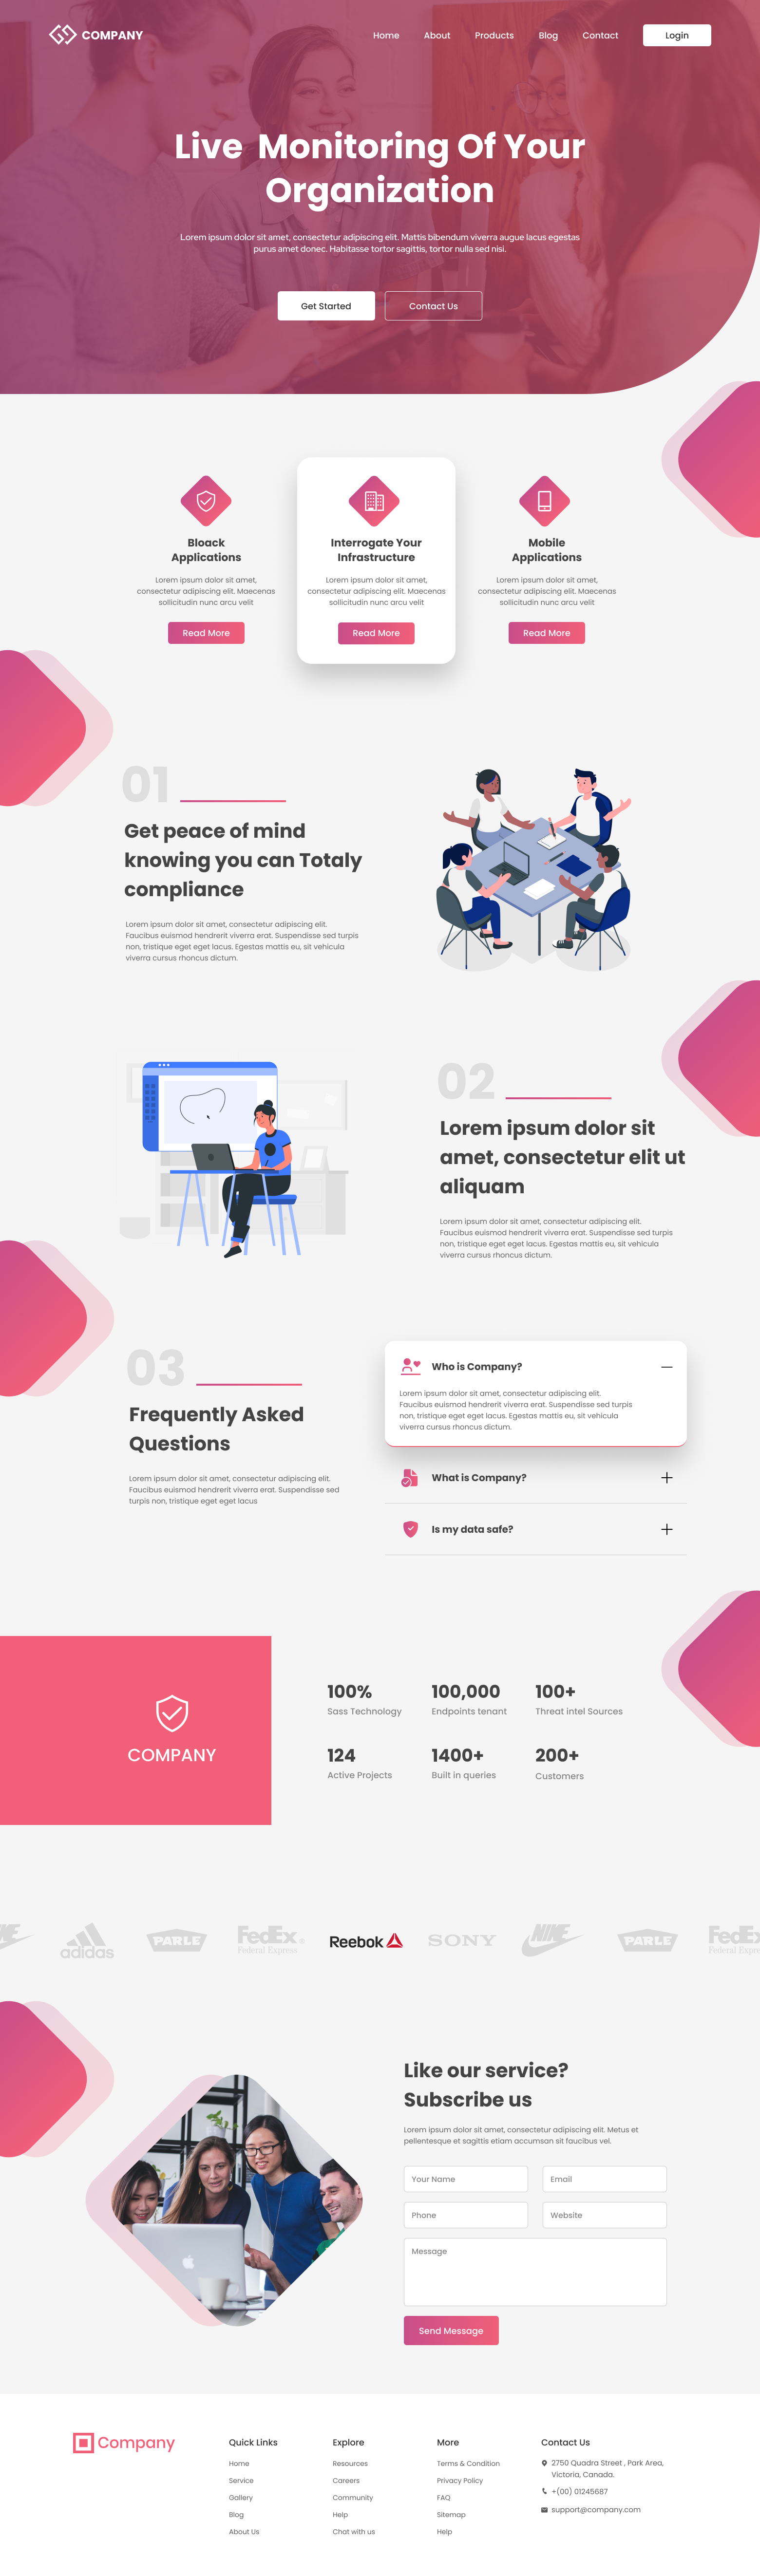 COMPANY
Home
About
Products
Blog
Contact
Login
Live Monitoring Of Your
Organization
Lorem ipsum dolor sit amet, consectetur adipiscing elit. Mattis bibendum viverra augue lacus egestas
purus amet donec. Habitasse tortor sagittis, tortor nulla sed nisi.
Get Started
Contact Us
Bloack
Applications
Lorem ipsum dolor sit amet,
consectetur adipiscing elit. Maecenas
sollicitudin nunc arcu velit
Read More
Interrogate Your
Infrastructure
Lorem ipsum dolor sit amet,
consectetur adipiscing elit. Maecenas
sollicitudin nunc arcu velit
Read More
Mobile
Applications
Lorem ipsum dolor sit amet,
consectetur adipiscing elit. Maecenas
sollicitudin nunc arcu velit
Read More
01
Get peace of mind
knowing you can Totaly
compliance
Lorem ipsum dolor sit amet, consectetur adipiscing elit.
Faucibus euismod hendrerit viverra erat. Suspendisse sed turpis
non, tristique eget eget lacus. Egestas mattis eu, sit vehicula
viverra cursus rhoncus dictum.
02
Lorem ipsum dolor sit
amet, consectetur elit ut
aliquam
Lorem ipsum dolor sit amet, consectetur adipiscing elit.
Faucibus euismod hendrerit viverra erat. Suspendisse sed turpis
non, tristique eget eget lacus. Egestas mattis eu, sit vehicula
viverra cursus rhoncus dictum.
03
Frequently Asked
Questions
Lorem ipsum dolor sit amet, consectetur adipiscing elit.
Faucibus euismod hendrerit viverra erat. Suspendisse sed
turpis non, tristique eget eget lacus
Who is Company?
Lorem ipsum dolor sit amet, consectetur adipiscing elit.
Faucibus euismod hendrerit viverra erat. Suspendisse sed turpis
non, tristique eget eget lacus. Egestas mattis eu, sit vehicula
viverra cursus rhoncus dictum.
What is Company?
Is my data safe?
COMPANY
100%
Sass Technology
100,000
Endpoints tenant
100+
Threat intel Sources
124
Active Projects
1400+
Built in queries
200+
Customers
adidas
PARLE
FedEx
Federal Express
Reebok
SONY
NIKE
PARLE
FedEx
Like our service?
Subscribe us
Lorem ipsum dolor sit amet, consectetur adipiscing elit. Metus et
pellentesque et sagittis etiam accumsan sit faucibus vel.
Your Name
Email
Phone
Website
Message
Send Message
Company
Quick Links
Home
Service
Gallery
Blog
About Us
Explore
Resources
Careers
Community
Help
Chat with us
More
Terms & Condition
Privacy Policy
FAQ
Sitemap
Help
Contact Us
2750 Quadra Street , Park Area,
Victoria, Canada.
+(00) 01245687
support@company.com